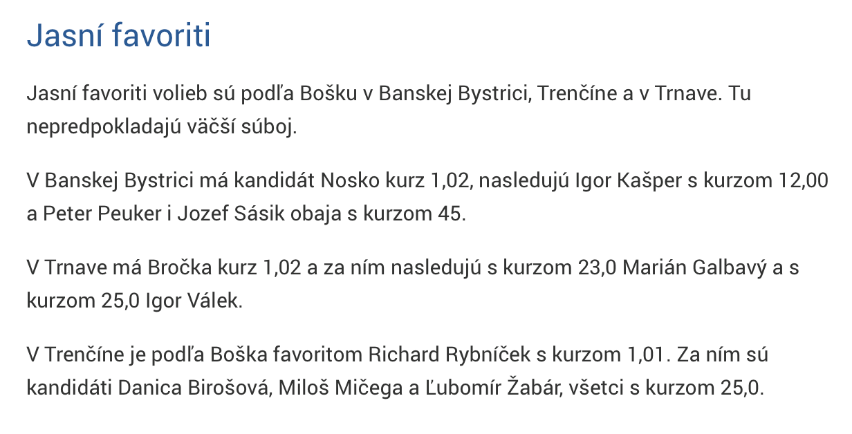 Jasní favoriti
Jasní favoriti volieb sú podľa Bošku v Banskej Bystrici, Trenčíne a v Trnave. Tu
nepredpokladajú väčší súboj.
V Banskej Bystrici má kandidát Nosko kurz 1,02, nasledujú Igor Kašper s kurzom 12,00
a Peter Peuker i Jozef Sásik obaja s kurzom 45.
V Trnave má Bročka kurz 1,02 a za ním nasledujú s kurzom 23,0 Marián Galbavý a s
kurzom 25,0 Igor Válek.
V Trenčíne je podľa Boška favoritom Richard Rybníček s kurzom 1,01. Za ním sú
kandidáti Danica Birošová, Miloš Mičega a Ľubomír Žabár, všetci s kurzom 25,0.